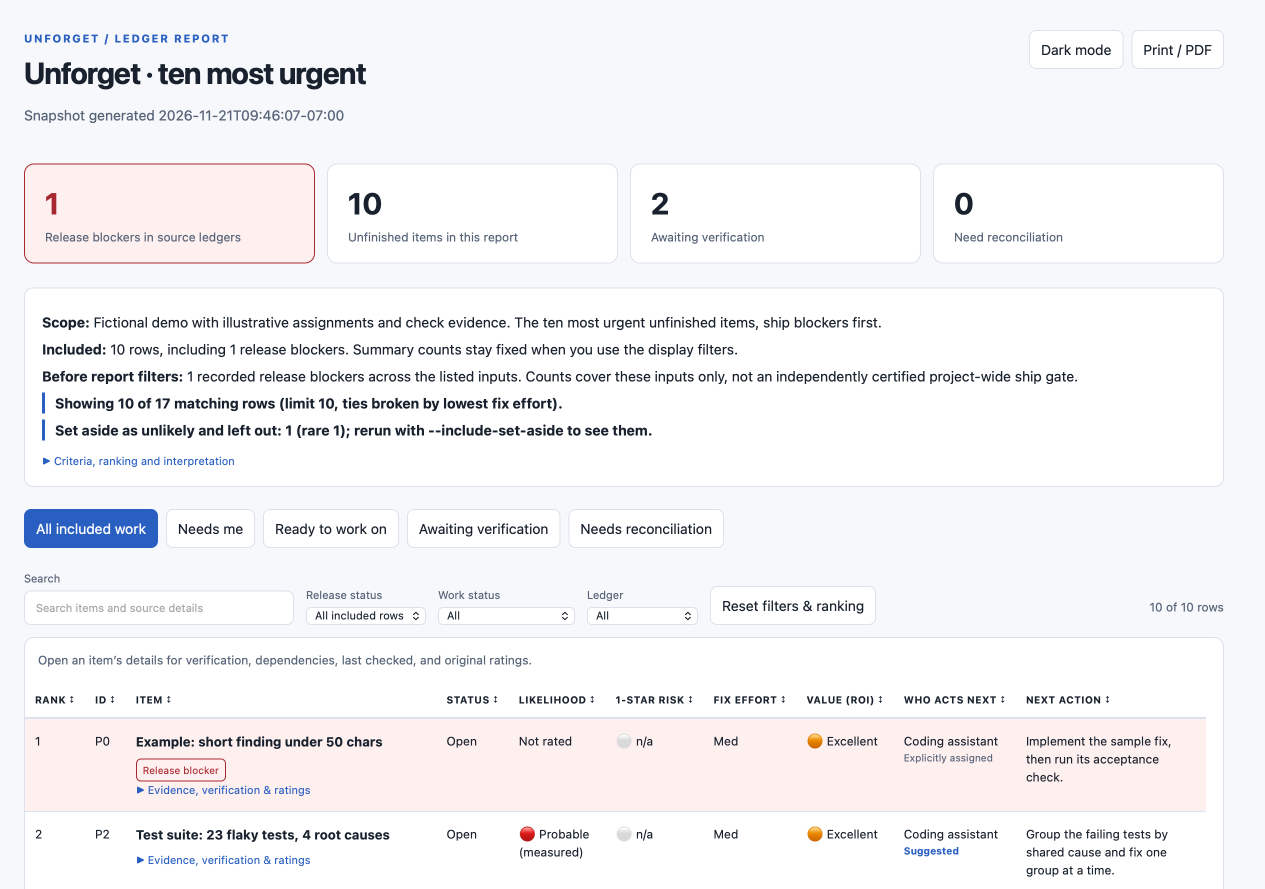 UNFORGET / LEDGER REPORT
Unforget · ten most urgent
Snapshot generated 2026-11-21T09:46:07-07:00
Dark mode
Print / PDF
1
Release blockers in source ledgers
10
Unfinished items in this report
2
Awaiting verification
0
Need reconciliation
Scope: Fictional demo with illustrative assignments and check evidence. The ten most urgent unfinished items, ship blockers first.
Included: 10 rows, including 1 release blockers. Summary counts stay fixed when you use the display filters.
Before report filters: 1 recorded release blockers across the listed inputs. Counts cover these inputs only, not an independently certified project-wide ship gate.
Showing 10 of 17 matching rows (limit 10, ties broken by lowest fix effort).
Set aside as unlikely and left out: 1 (rare 1); rerun with --include-set-aside to see them.
▶ Criteria, ranking and interpretation
All included work
Needs me
Ready to work on
Awaiting verification
Needs reconciliation
Search
Search items and source details
Release status
All included rows
Work status
All
Ledger
All
Reset filters & ranking
10 of 10 rows
Open an item's details for verification, dependencies, last checked, and original ratings.
RANK ↕ ID ↕ ITEM ↕ STATUS ↕ LIKELIHOOD ↕ 1-STAR RISK ↕ FIX EFFORT ↕ VALUE (ROI) ↕ WHO ACTS NEXT ↕ NEXT ACTION ↕
1
P0
Example: short finding under 50 chars
Release blocker
▶ Evidence, verification & ratings
Open
Not rated
n/a
Med
Excellent
Coding assistant
Explicitly assigned
Implement the sample fix,
then run its acceptance
check.
2
P2
Test suite: 23 flaky tests, 4 root causes
▶ Evidence, verification & ratings
Open
Probable
(measured)
n/a
Med
Excellent
Coding assistant
Suggested
Group the failing tests by
shared cause and fix one
group at a time.